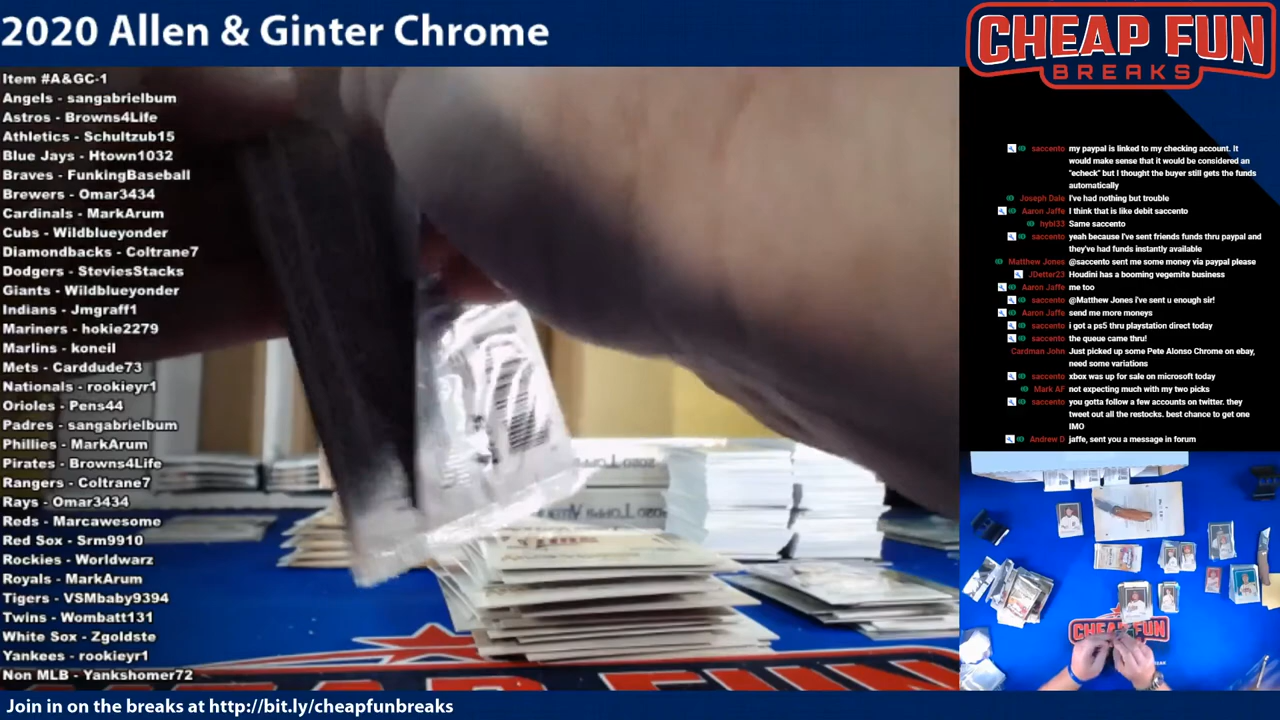 2020 Allen & Ginter Chrome
CHEAP FUN
BREAKS
Item #A&GC-1
Angels - sangabrielbum
Astros - Browns4Life
Athletics - Schultzub15
Blue Jays - Htown1032
Braves - FunkingBaseball
Brewers - Omar3434
Cardinals - MarkArum
Cubs - Wildblueyonder
Diamondbacks - Coltrane7
Dodgers - SteviesStacks
Giants - Wildblueyonder
Indians - Jmgraff1
Mariners - hokie2279
Marlins - koneil
Mets - Carddude73
Nationals - rookieyr1
Orioles - Pens44
Padres - sangabrielbum
Phillies - MarkArum
Pirates - Browns4Life
Rangers - Coltrane7
Rays - Omar3434
Reds - Marcawesome
Red Sox - Srm9910
Rockies - Worldwarz
Royals - MarkArum
Tigers - VSMbaby9394
Twins - Wombatt131
White Sox - Zgoldste
Yankees - rookieyr1
Non MLB - Yankshomer72
saccento my paypal is linked to my checking account. It
would make sense that it would be considered an
"echeck" but I thought the buyer still gets the funds
automatically
Joseph Dale I've had nothing but trouble
Aaron Jaffe I think that is like debit saccento
hybi33 Same saccento
saccento yeah because I've sent friends funds thru paypal and
they've had funds instantly available
Matthew Jones @saccento sent me some money via paypal please
JDetter23 Houdini has a booming vegemite business
Aaron Jaffe me too
saccento @Matthew Jones i've sent u enough sir!
Aaron Jaffe send me more moneys
saccento i got a ps5 thru playstation direct today
saccento the queue came thru!
Cardman John Just picked up some Pete Alonso Chrome on ebay,
need some variations
saccento xbox was up for sale on microsoft today
Mark AF not expecting much with my two picks
saccento you gotta follow a few accounts on twitter. they
tweet out all the restocks. best chance to get one
IMO
Andrew D jaffe, sent you a message in forum
CHEAP FUN
Join in on the breaks at http://bit.ly/cheapfunbreaks